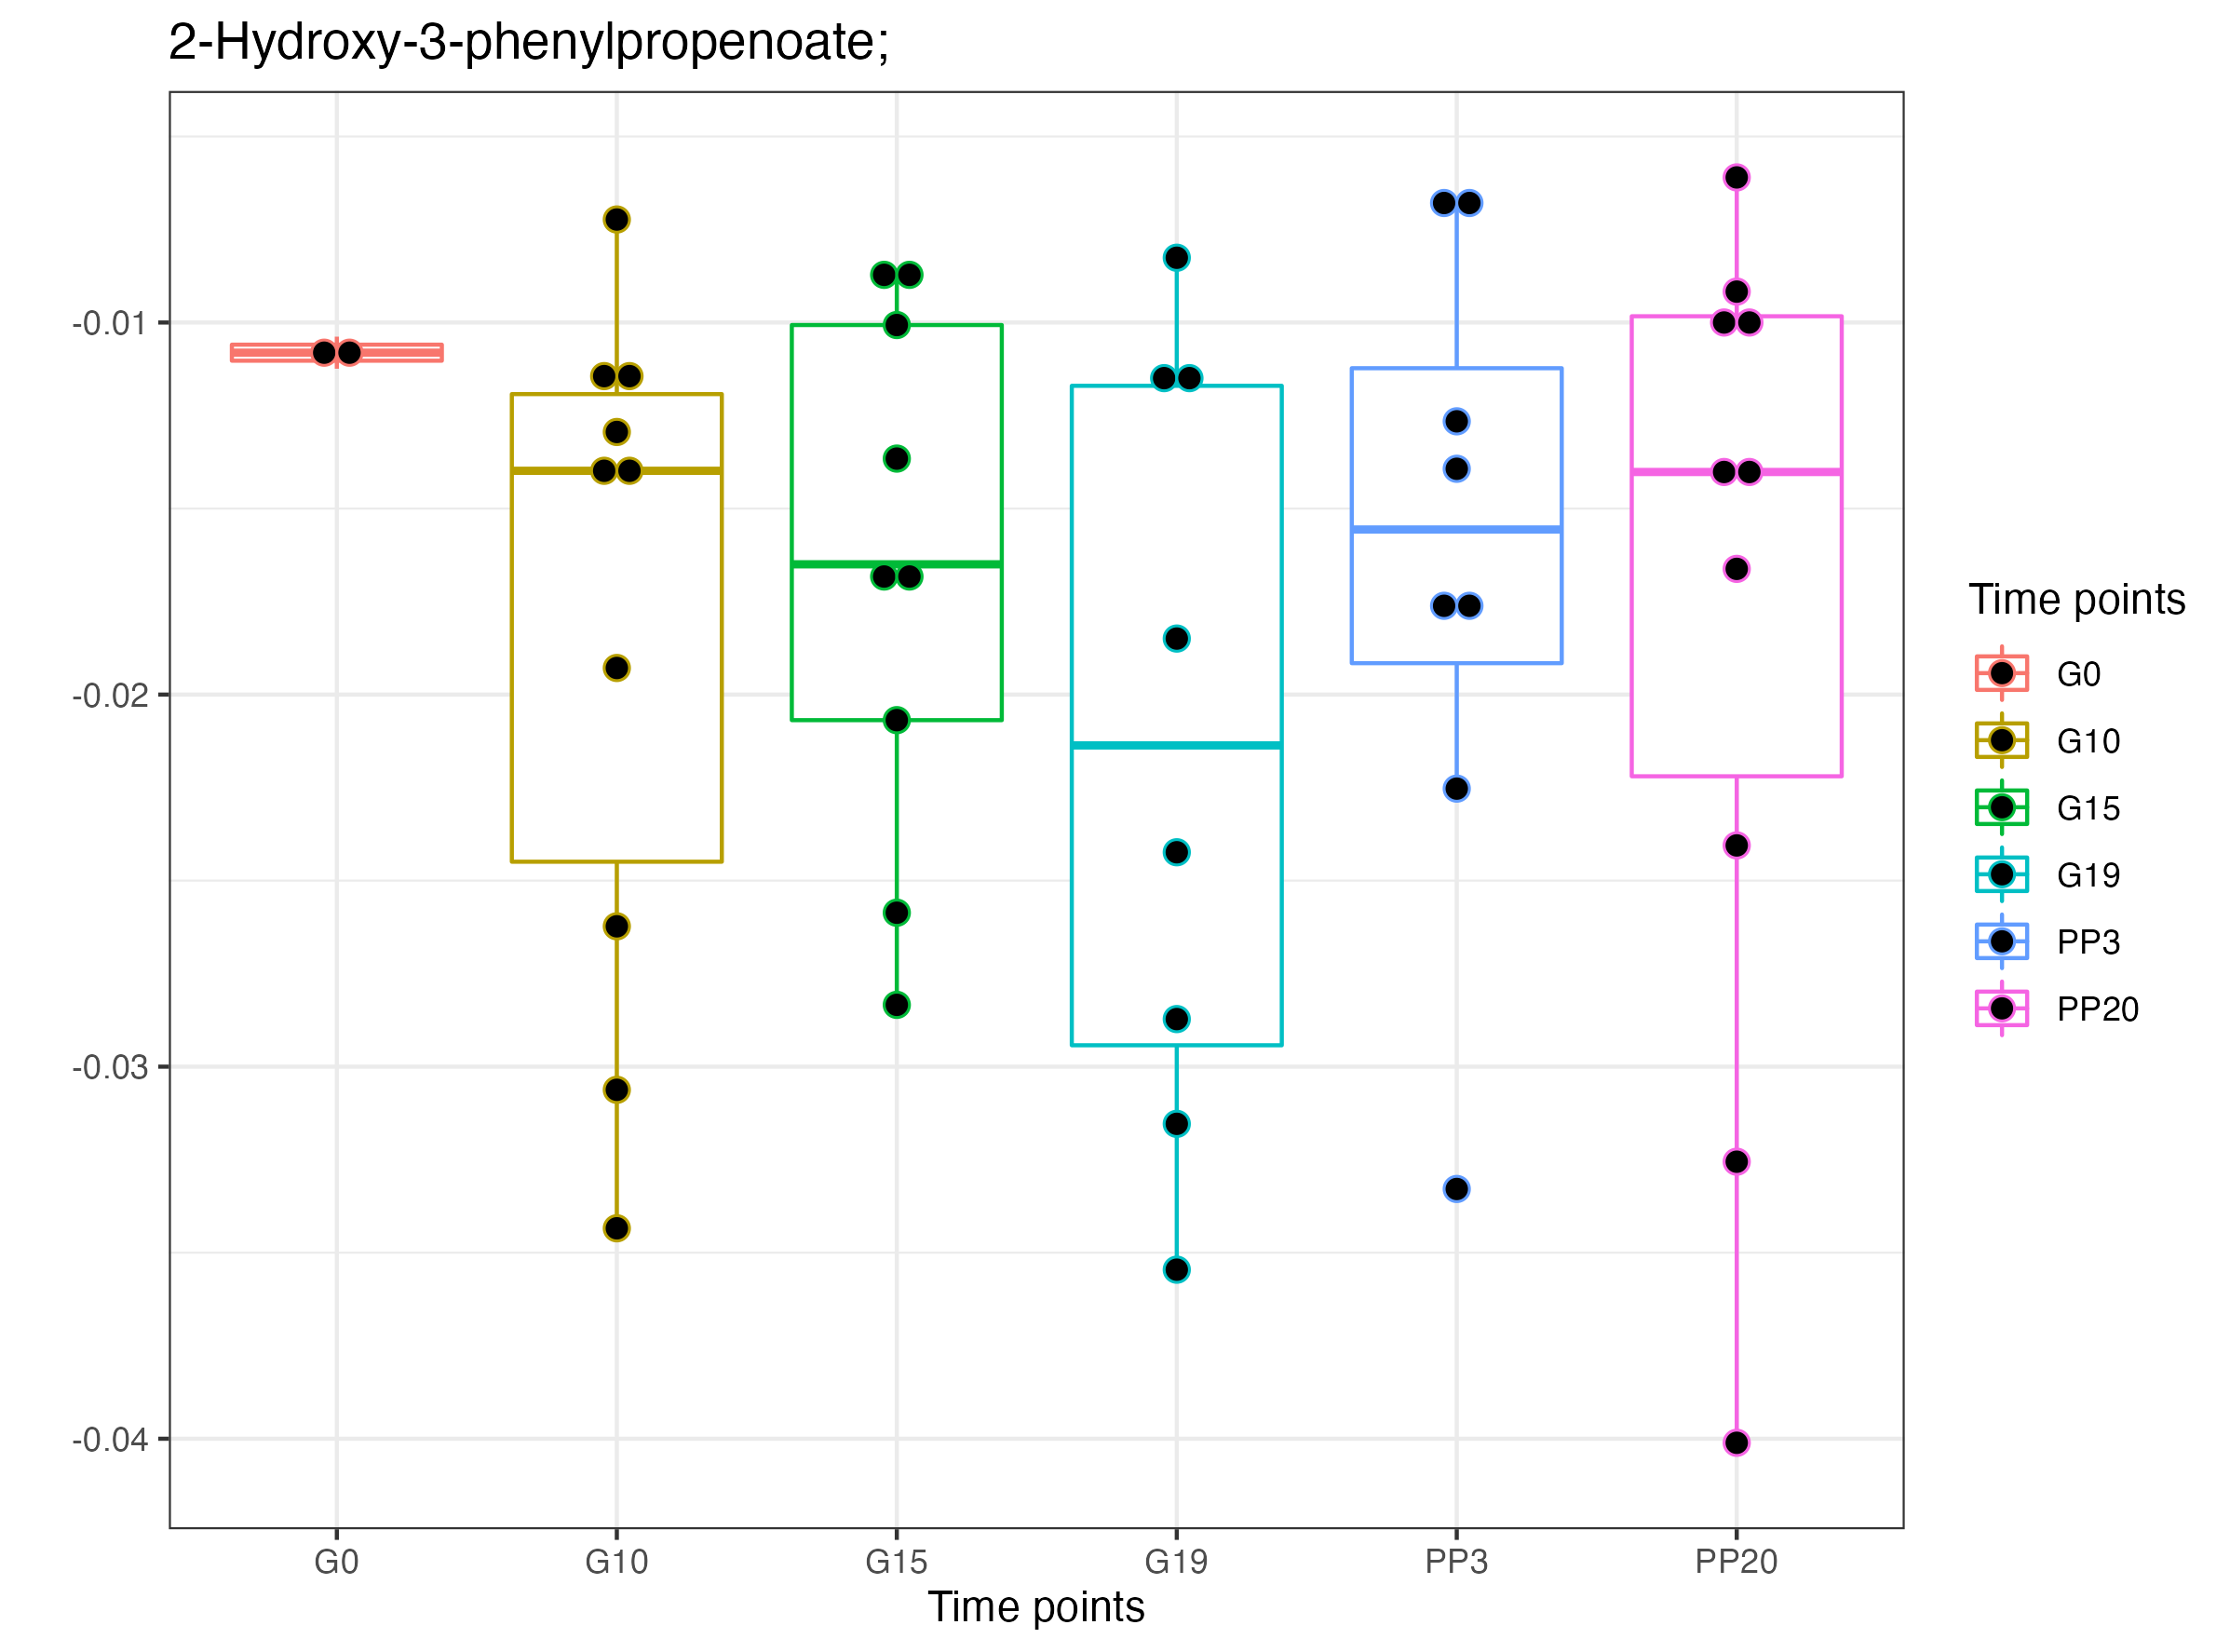 2-Hydroxy-3-phenylpropenoate;
-0.01
-0.02
-0.03
-0.04
G0 G10 G15 G19 PP3 PP20
Time points
Time points
G0
G10
G15
G19
PP3
PP20